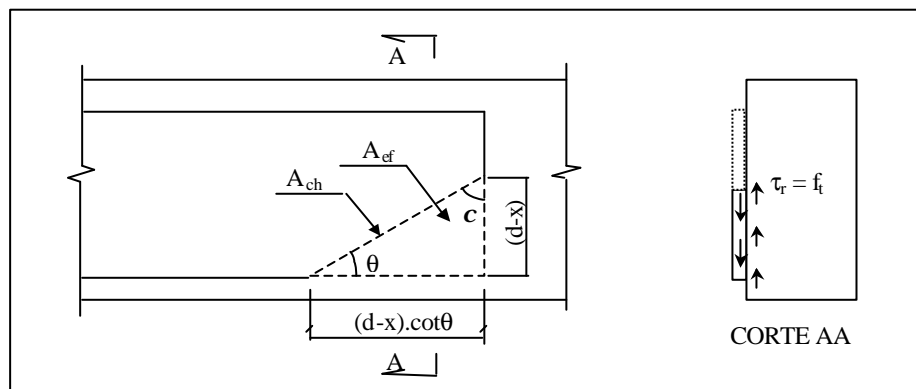 A
A_ef
A_ch
c
(d-x)
θ
(d-x).cotθ
A
τ_r = f_t
CORTE AA